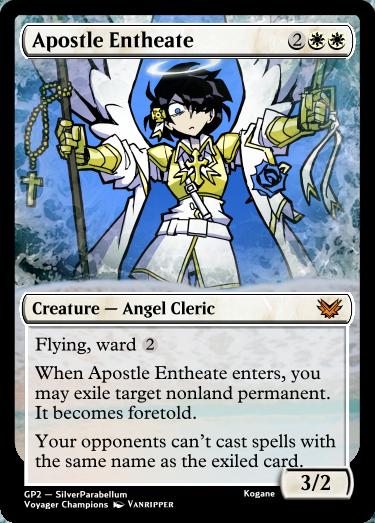 Apostle Entheate 2
Creature — Angel Cleric
Flying, ward 2
When Apostle Entheate enters, you
may exile target nonland permanent.
It becomes foretold.
Your opponents can't cast spells with
the same name as the exiled card.
3/2
GP2 — SilverParabellum
Kogane
Voyager Champions VANRIPPER